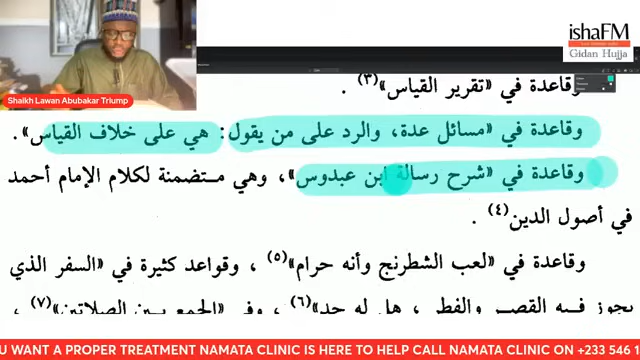 ishaFM
Gidan Hujja
Shaikh Lawan Abubakar Triump
وقاعدة في «تقرير القياس»(٣) .
وقاعدة في «مسائل عدة، والرد على من يقول: هي على خلاف القياس» .
وقاعدة في «شرح رسالة ابن عبدوس»، وهي متضمنة لكلام الإمام أحمد
في أصول الدين(٤) .
وقاعدة في «لعب الشطرنج وأنه حرام»(٥) ، وقواعد كثيرة في «السفر الذي
يجوز فيه القصر والفطر، هل له حد»(٦) ، وفي «الجمع بين الصلاتين»(٧) ،
U WANT A PROPER TREATMENT NAMATA CLINIC IS HERE TO HELP CALL NAMATA CLINIC ON +233 546 1